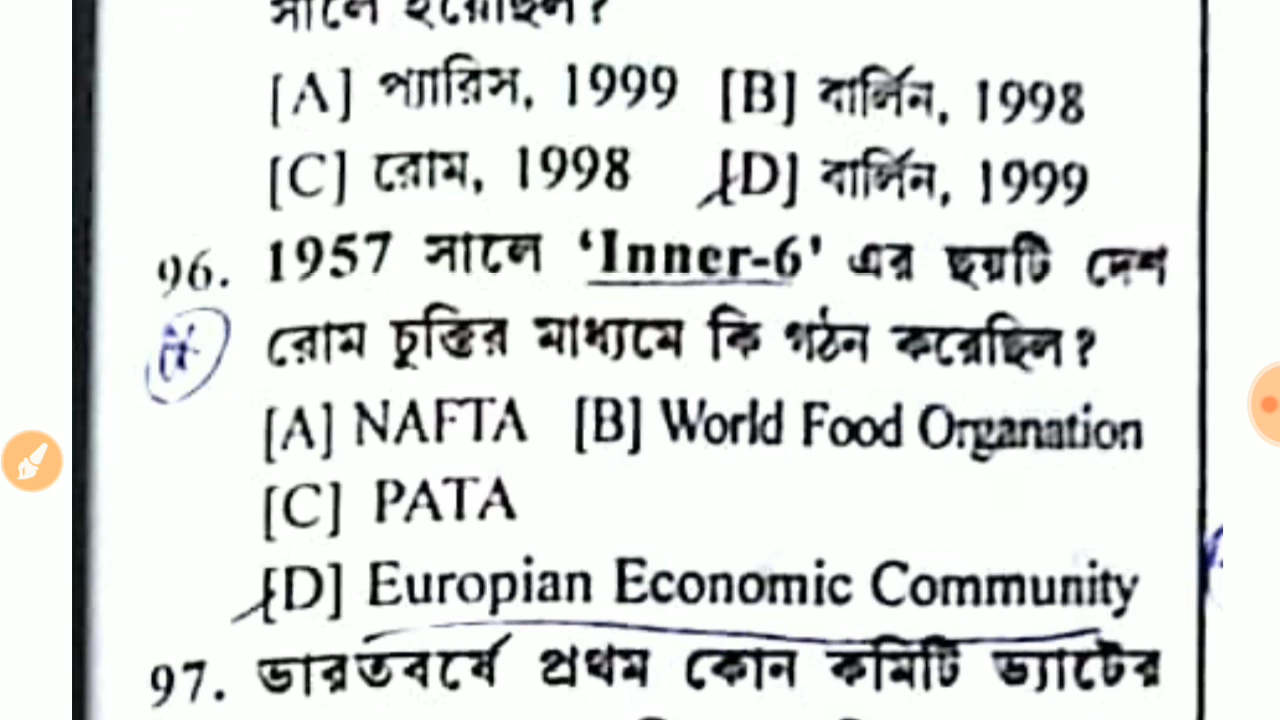 সালে হয়েছিল?
[A] প্যারিস, 1999 [B] বার্লিন, 1998
[C] রোম, 1998 [D] বার্লিন, 1999
96. 1957 সালে ‘Inner-6’ এর ছয়টি দেশ
রোম চুক্তির মাধ্যমে কি গঠন করেছিল?
[A] NAFTA [B] World Food Organation
[C] PATA
[D] Europian Economic Community
97. ভারতবর্ষে প্রথম কোন কমিটি ভ্যাটের